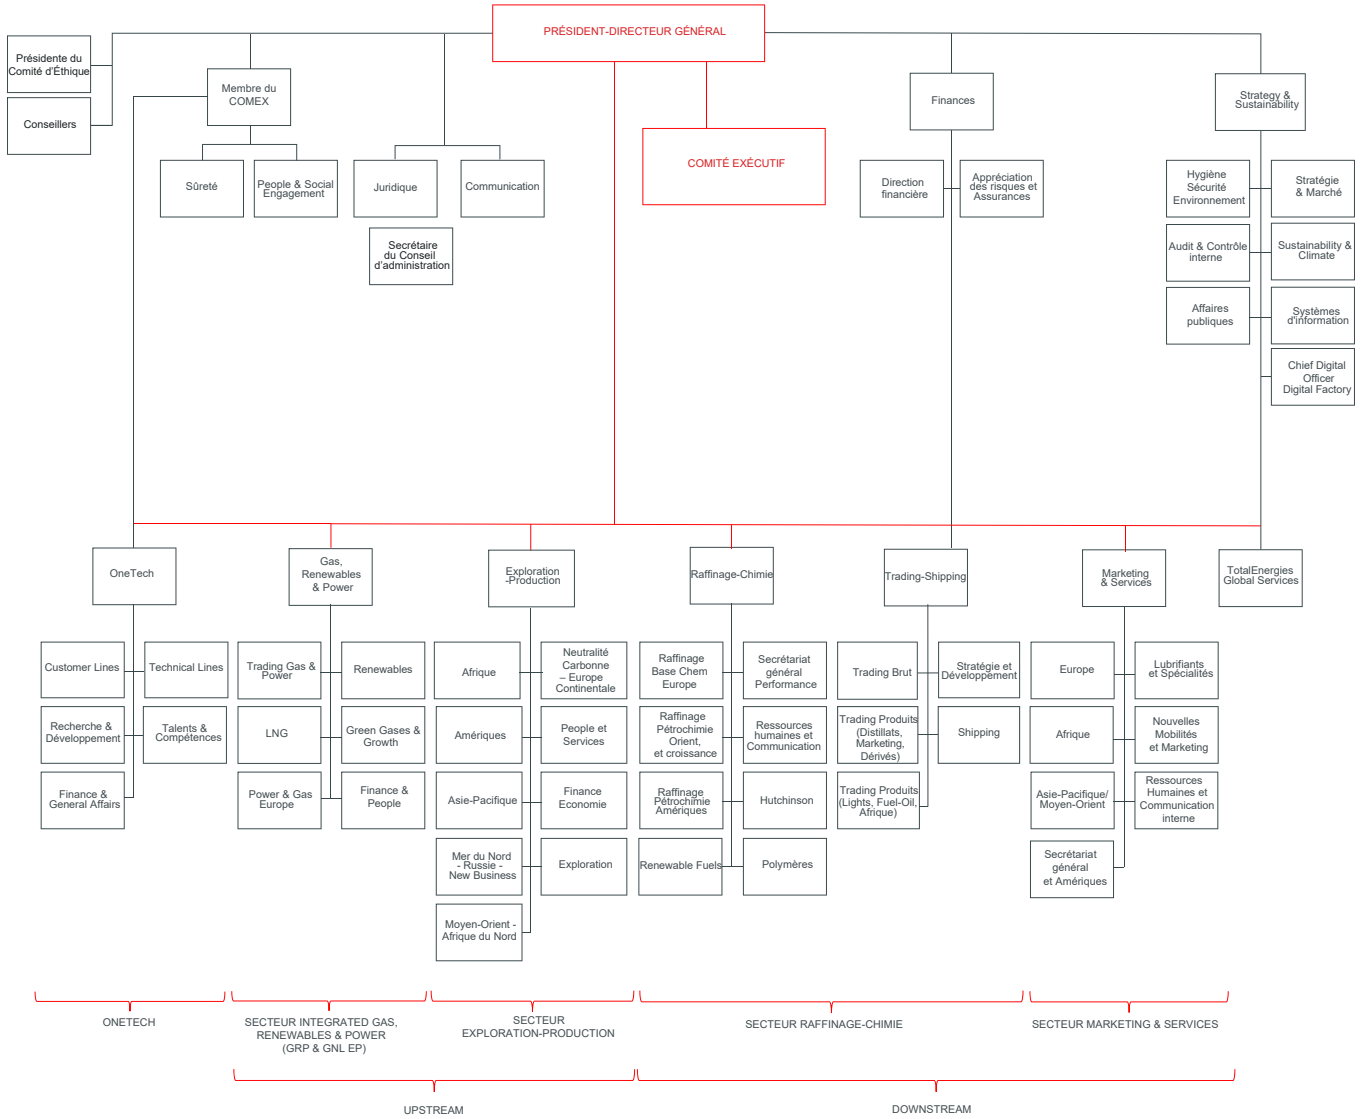 PRÉSIDENT-DIRECTEUR GÉNÉRAL
Présidente du
Comité d'Éthique
Conseillers
Membre du
COMEX
Sûreté
People & Social
Engagement
Juridique
Communication
Secrétaire
du Conseil
d'administration
COMITÉ EXÉCUTIF
Finances
Direction
financière
Appréciation
des risques et
Assurances
Strategy &
Sustainability
Hygiène
Sécurité
Environnement
Stratégie
& Marché
Audit & Contrôle
interne
Sustainability &
Climate
Affaires
publiques
Systèmes
d'information
Chief Digital
Officer
Digital Factory
OneTech
Gas,
Renewables
& Power
Exploration
-Production
Raffinage-Chimie
Trading-Shipping
Marketing
& Services
TotalEnergies
Global Services
Customer Lines
Technical Lines
Recherche &
Développement
Talents &
Compétences
Finance &
General Affairs
Trading Gas &
Power
Renewables
LNG
Green Gases &
Growth
Power & Gas
Europe
Finance &
People
Afrique
Neutralité
Carbonne
– Europe
Continentale
Amériques
People et
Services
Asie-Pacifique
Finance
Economie
Mer du Nord
- Russie -
New Business
Exploration
Moyen-Orient -
Afrique du Nord
Raffinage
Base Chem
Europe
Secrétariat
général
Performance
Raffinage
Pétrochimie
Orient,
et croissance
Ressources
humaines et
Communication
Raffinage
Pétrochimie
Amériques
Hutchinson
Renewable Fuels
Polymères
Trading Brut
Stratégie et
Développement
Trading Produits
(Distillats,
Marketing,
Dérivés)
Shipping
Trading Produits
(Lights, Fuel-Oil,
Afrique)
Europe
Lubrifiants
et Spécialités
Afrique
Nouvelles
Mobilités
et Marketing
Asie-Pacifique/
Moyen-Orient
Ressources
Humaines et
Communication
interne
Secrétariat
général
et Amériques
ONETECH
SECTEUR INTEGRATED GAS,
RENEWABLES & POWER
(GRP & GNL EP)
SECTEUR
EXPLORATION-PRODUCTION
SECTEUR RAFFINAGE-CHIMIE
SECTEUR MARKETING & SERVICES
UPSTREAM
DOWNSTREAM